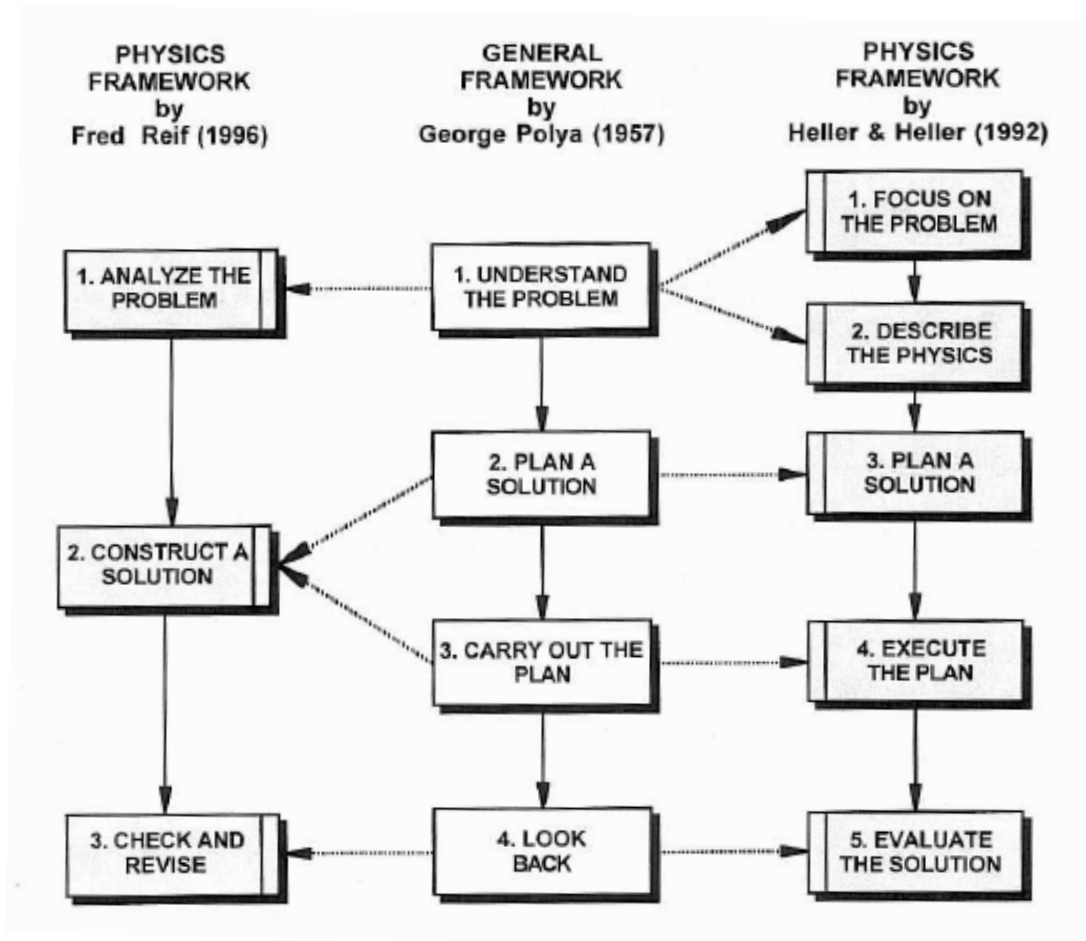 PHYSICS
FRAMEWORK
by
Fred Reif (1996)
GENERAL
FRAMEWORK
by
George Polya (1957)
PHYSICS
FRAMEWORK
by
Heller & Heller (1992)
1. ANALYZE THE
PROBLEM
2. CONSTRUCT A
SOLUTION
3. CHECK AND
REVISE
1. UNDERSTAND
THE PROBLEM
2. PLAN A
SOLUTION
3. CARRY OUT THE
PLAN
4. LOOK
BACK
1. FOCUS ON
THE PROBLEM
2. DESCRIBE
THE PHYSICS
3. PLAN A
SOLUTION
4. EXECUTE
THE PLAN
5. EVALUATE
THE SOLUTION